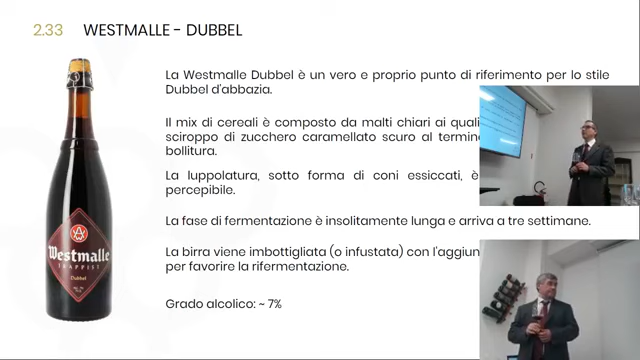 2.33 WESTMALLE - DUBBEL
La Westmalle Dubbel è un vero e proprio punto di riferimento per lo stile
Dubbel d'abbazia.
Il mix di cereali è composto da malti chiari ai quali
sciroppo di zucchero caramellato scuro al termine
bollitura.
La luppolatura, sotto forma di coni essiccati, è
percepibile.
La fase di fermentazione è insolitamente lunga e arriva a tre settimane.
La birra viene imbottigliata (o infustata) con l'aggiun
per favorire la rifermentazione.
Grado alcolico: ~ 7%
Westmalle
TRAPPIST
Dubbel